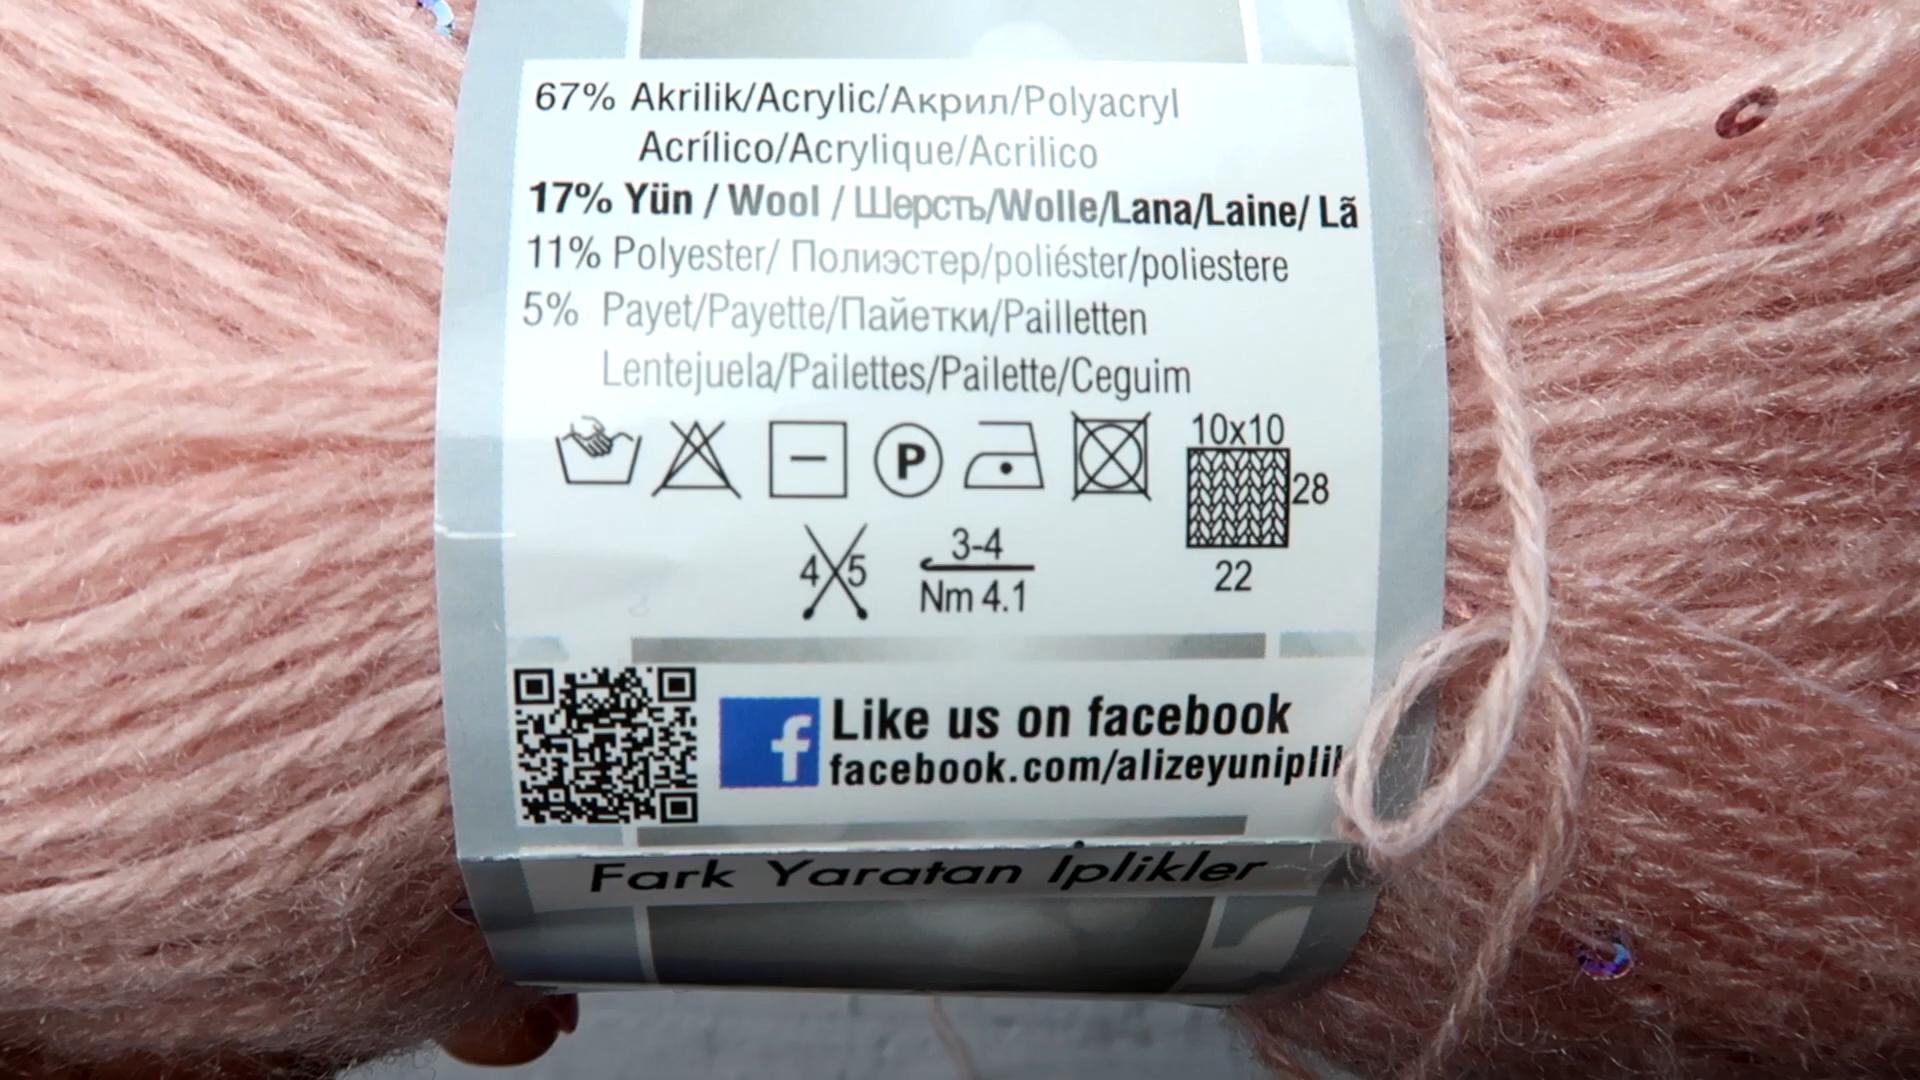 67% Akrilik/Acrylic/Акрил/Polyacryl
Acrílico/Acrylique/Acrilico
17% Yün / Wool / Шерсть/Wolle/Lana/Laine/ Lã
11% Polyester/ Полиэстер/poliéster/poliestere
5% Payet/Payette/Пайетки/Pailletten
Lentejuela/Pailettes/Pailette/Ceguim
P
10x10
28
22
4 5
3-4
Nm 4.1
f
Like us on facebook
facebook.com/alizeyuniplik
Fark Yaratan İplikler